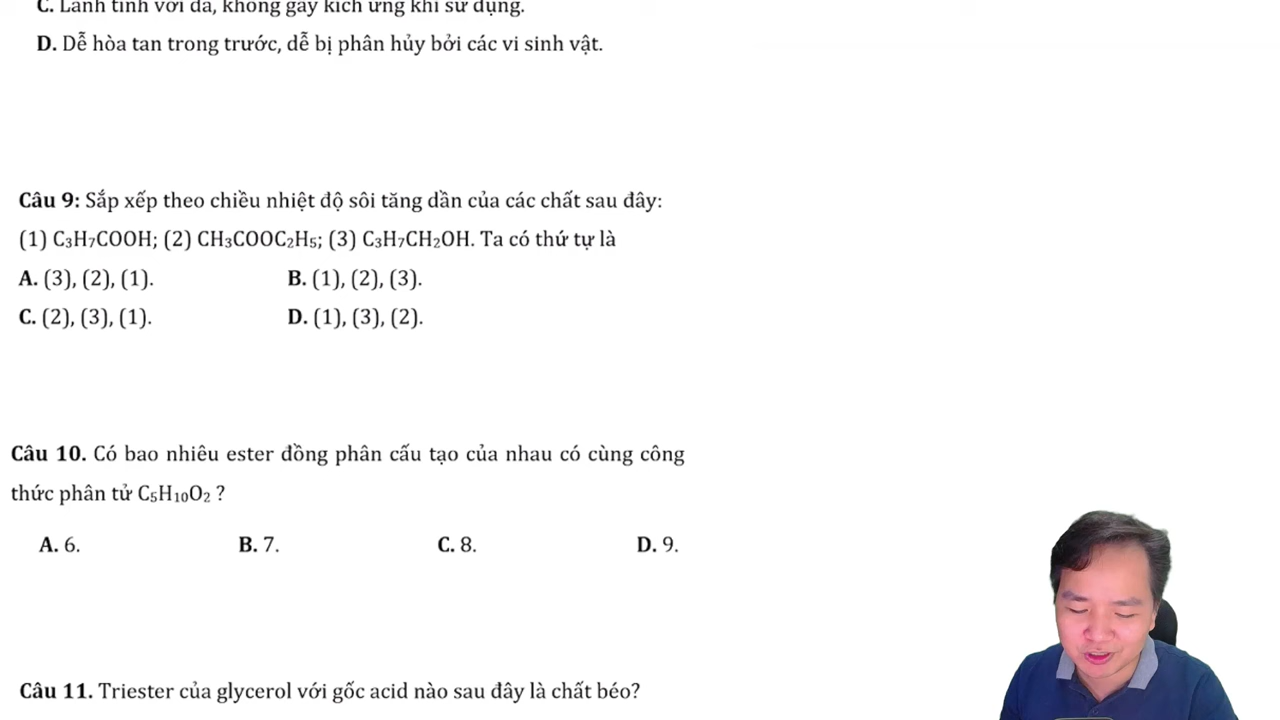 C. Lành tính với da, không gây kích ứng khi sử dụng.
D. Dễ hòa tan trong trước, dễ bị phân hủy bởi các vi sinh vật.
Câu 9: Sắp xếp theo chiều nhiệt độ sôi tăng dần của các chất sau đây:
(1) C₃H₇COOH; (2) CH₃COOC₂H₅; (3) C₃H₇CH₂OH. Ta có thứ tự là
A. (3), (2), (1). B. (1), (2), (3).
C. (2), (3), (1). D. (1), (3), (2).
Câu 10. Có bao nhiêu ester đồng phân cấu tạo của nhau có cùng công
thức phân tử C₅H₁₀O₂ ?
A. 6. B. 7. C. 8. D. 9.
Câu 11. Triester của glycerol với gốc acid nào sau đây là chất béo?